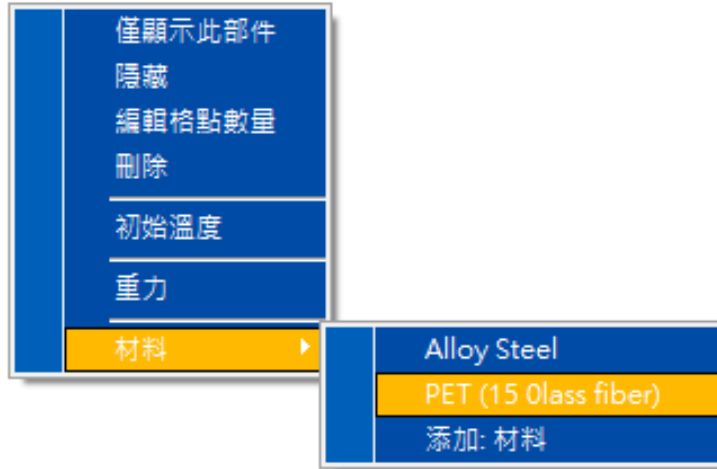 僅顯示此部件
隱藏
編輯格點數量
刪除
初始溫度
重力
材料
Alloy Steel
PET (15 0lass fiber)
添加: 材料